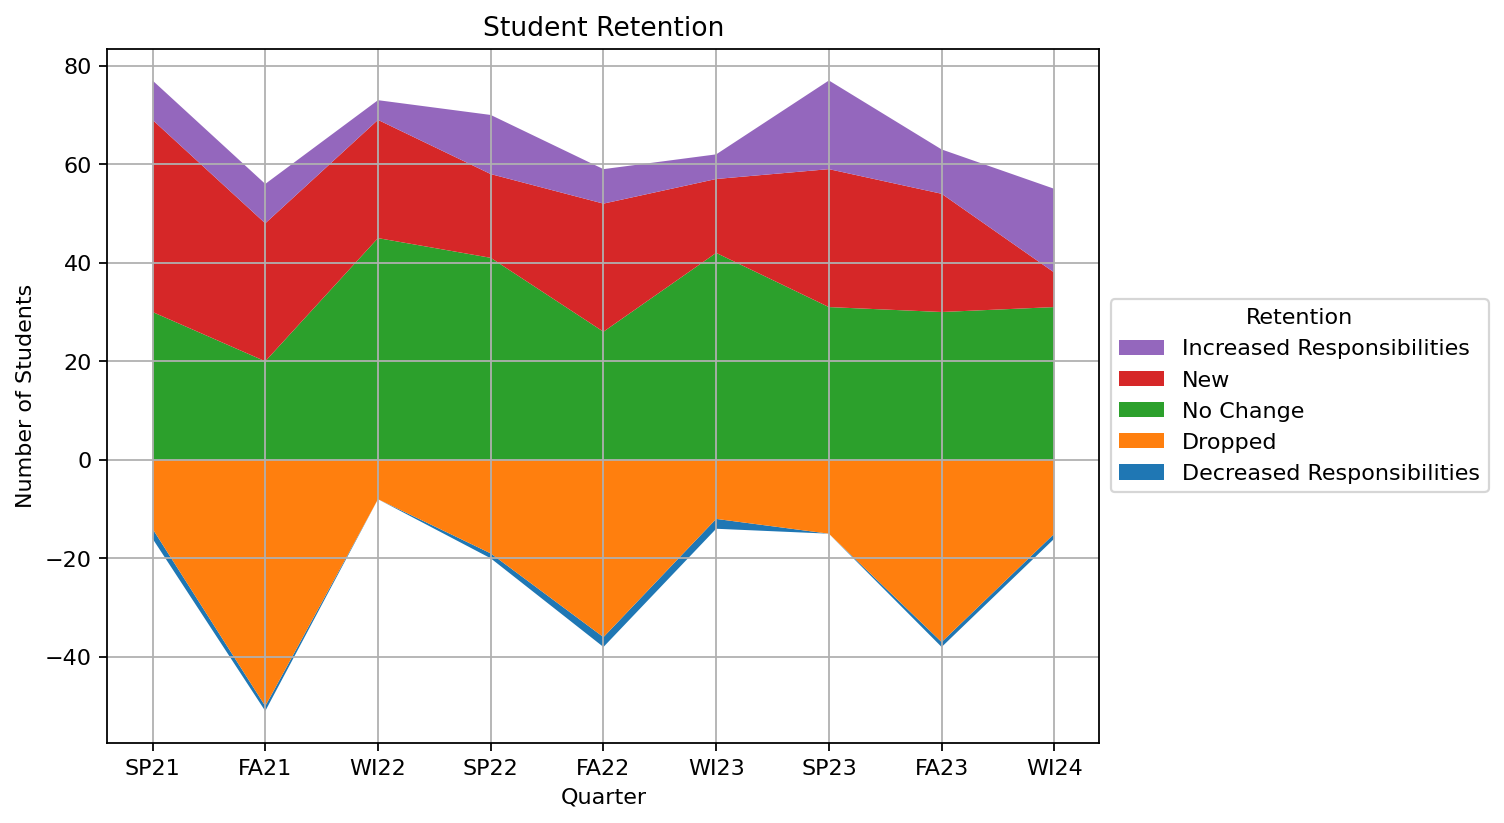 Student Retention
80
60
40
20
0
−20
−40
Number of Students
SP21 FA21 WI22 SP22 FA22 WI23 SP23 FA23 WI24
Quarter
Retention
Increased Responsibilities
New
No Change
Dropped
Decreased Responsibilities